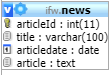 ifw.news
articleId : int(11)
title : varchar(100)
articledate : date
article : text